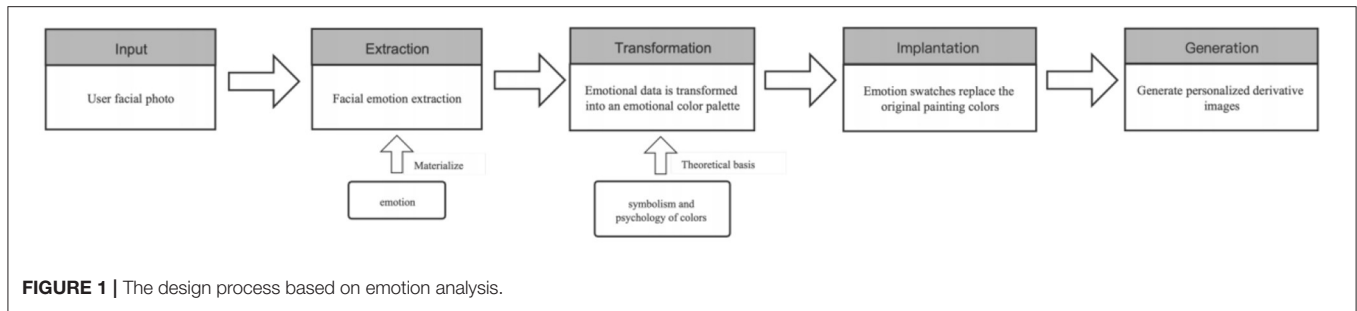 Input
User facial photo
Extraction
Facial emotion extraction
Transformation
Emotional data is transformed
into an emotional color palette
Implantation
Emotion swatches replace the
original painting colors
Generation
Generate personalized derivative
images
Materialize
emotion
Theoretical basis
symbolism and
psychology of colors
FIGURE 1 | The design process based on emotion analysis.